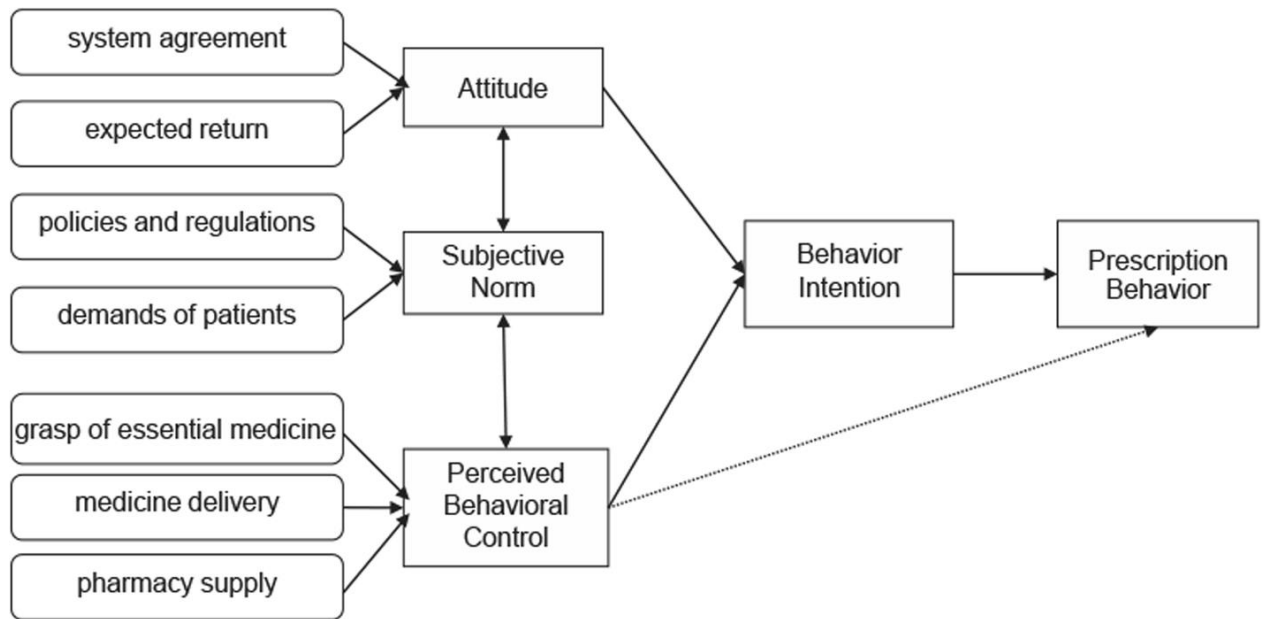 system agreement
expected return
policies and regulations
demands of patients
grasp of essential medicine
medicine delivery
pharmacy supply
Attitude
Subjective
Norm
Perceived
Behavioral
Control
Behavior
Intention
Prescription
Behavior